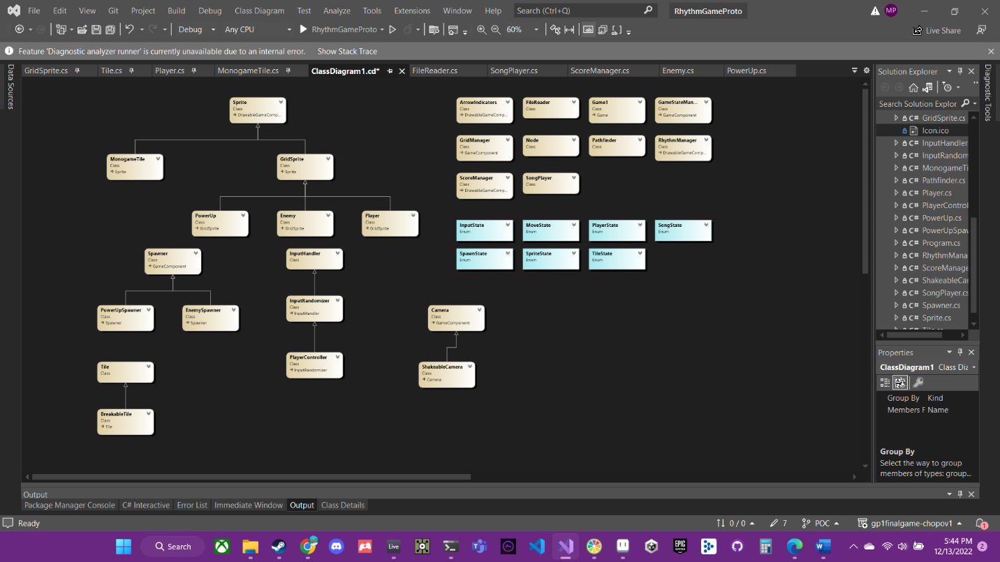 File Edit View Git Project Build Debug Class Diagram Test Analyze Tools Extensions Window Help Search (Ctrl+Q) RhythmGameProto MP
Debug Any CPU RhythmGameProto 60% Live Share
Feature 'Diagnostic analyzer runner' is currently unavailable due to an internal error. Show Stack Trace
Data Sources
GridSprite.cs Tile.cs Player.cs MonogameTile.cs ClassDiagram1.cd* FileReader.cs SongPlayer.cs ScoreManager.cs Enemy.cs PowerUp.cs
Sprite
Class
DrawableGameComp...
MonogameTile
Class
Sprite
GridSprite
Class
Sprite
PowerUp
Class
GridSprite
Enemy
Class
GridSprite
Player
Class
GridSprite
Spawner
Class
GameComponent
InputHandler
Class
PowerUpSpawner
Class
Spawner
EnemySpawner
Class
Spawner
InputRandomizer
Class
InputHandler
PlayerController
Class
InputRandomizer
Tile
Class
BreakableTile
Class
Tile
ArrowIndicators
Class
DrawableGameComp...
FileReader
Class
Game1
Class
Game
GameStateMan...
Class
GameComponent
GridManager
Class
GameComponent
Node
Class
Pathfinder
Class
RhythmManager
Class
DrawableGameComp...
ScoreManager
Class
DrawableGameComp...
SongPlayer
Class
InputState
Enum
MoveState
Enum
PlayerState
Enum
SongState
Enum
SpawnState
Enum
SpriteState
Enum
TileState
Enum
Camera
Class
GameComponent
ShakeableCamera
Class
Camera
Solution Explorer
Search Solution Explor
C# GridSprite.cs
Icon.ico
C# InputHandler
C# InputRandom
C# MonogameTi
C# Pathfinder.cs
C# Player.cs
C# PlayerControl
C# PowerUp.cs
C# PowerUpSpaw
C# Program.cs
C# RhythmMana
C# ScoreManage
C# ShakeableCar
C# SongPlayer.cs
C# Spawner.cs
C# Sprite.cs
Properties
ClassDiagram1 Class Dia
Group By Kind
Members F Name
Group By
Select the way to group
members of types: group...
Diagnostic Tools
Output
Package Manager Console C# Interactive Error List Immediate Window Output Class Details
Ready 0 / 0 7 POC gp1finalgame-chopov1 1
Search Live EPIC GAMES 5:44 PM
12/13/2022 2